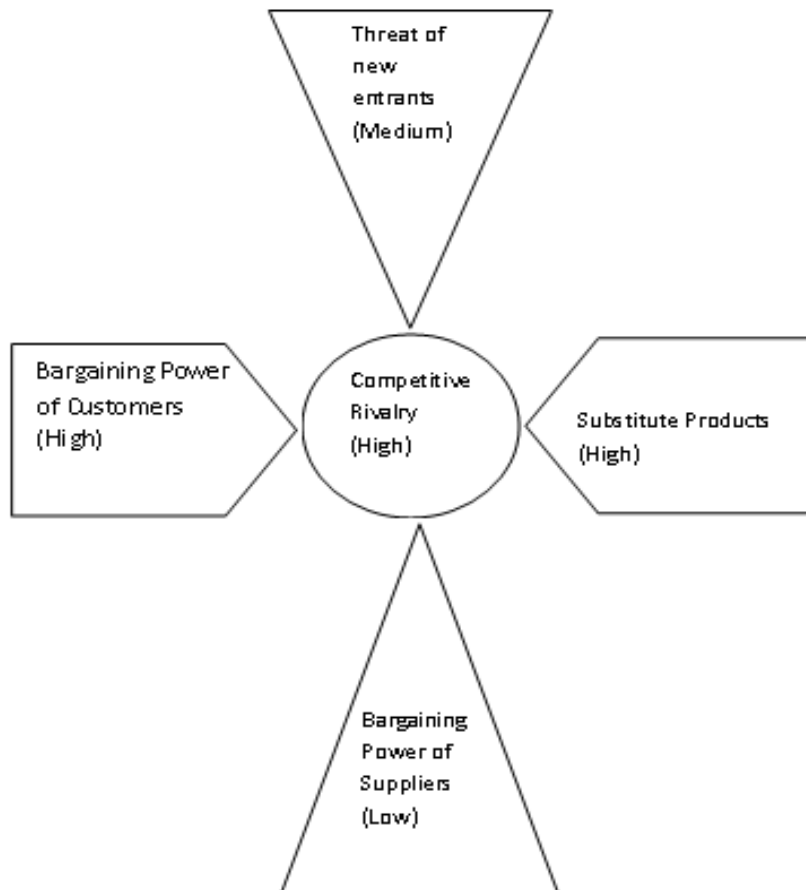 Threat of
new
entrants
(Medium)
Bargaining Power
of Customers
(High)
Competitive
Rivalry
(High)
Substitute Products
(High)
Bargaining
Power of
Suppliers
(Low)